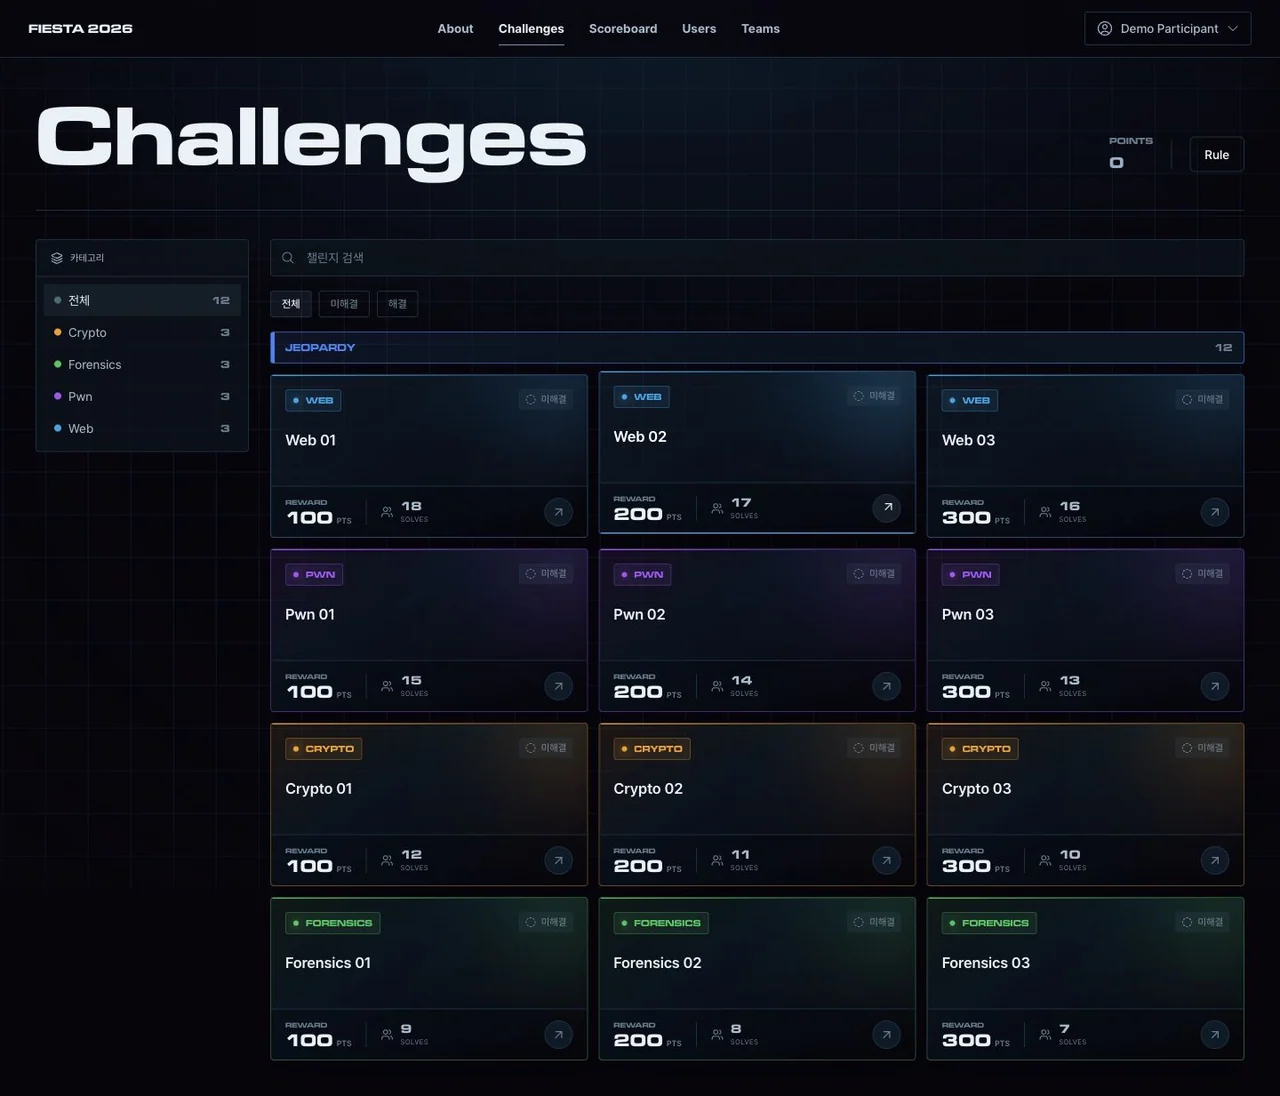 FIESTA 2026
About Challenges Scoreboard Users Teams
Demo Participant
Challenges
POINTS
0
Rule
카테고리
전체 12
Crypto 3
Forensics 3
Pwn 3
Web 3
챌린지 검색
전체 미해결 해결
JEOPARDY 12
WEB 미해결
Web 01
REWARD
100 PTS
18
SOLVES
WEB 미해결
Web 02
REWARD
200 PTS
17
SOLVES
WEB 미해결
Web 03
REWARD
300 PTS
16
SOLVES
PWN 미해결
Pwn 01
REWARD
100 PTS
15
SOLVES
PWN 미해결
Pwn 02
REWARD
200 PTS
14
SOLVES
PWN 미해결
Pwn 03
REWARD
300 PTS
13
SOLVES
CRYPTO 미해결
Crypto 01
REWARD
100 PTS
12
SOLVES
CRYPTO 미해결
Crypto 02
REWARD
200 PTS
11
SOLVES
CRYPTO 미해결
Crypto 03
REWARD
300 PTS
10
SOLVES
FORENSICS 미해결
Forensics 01
REWARD
100 PTS
9
SOLVES
FORENSICS 미해결
Forensics 02
REWARD
200 PTS
8
SOLVES
FORENSICS 미해결
Forensics 03
REWARD
300 PTS
7
SOLVES